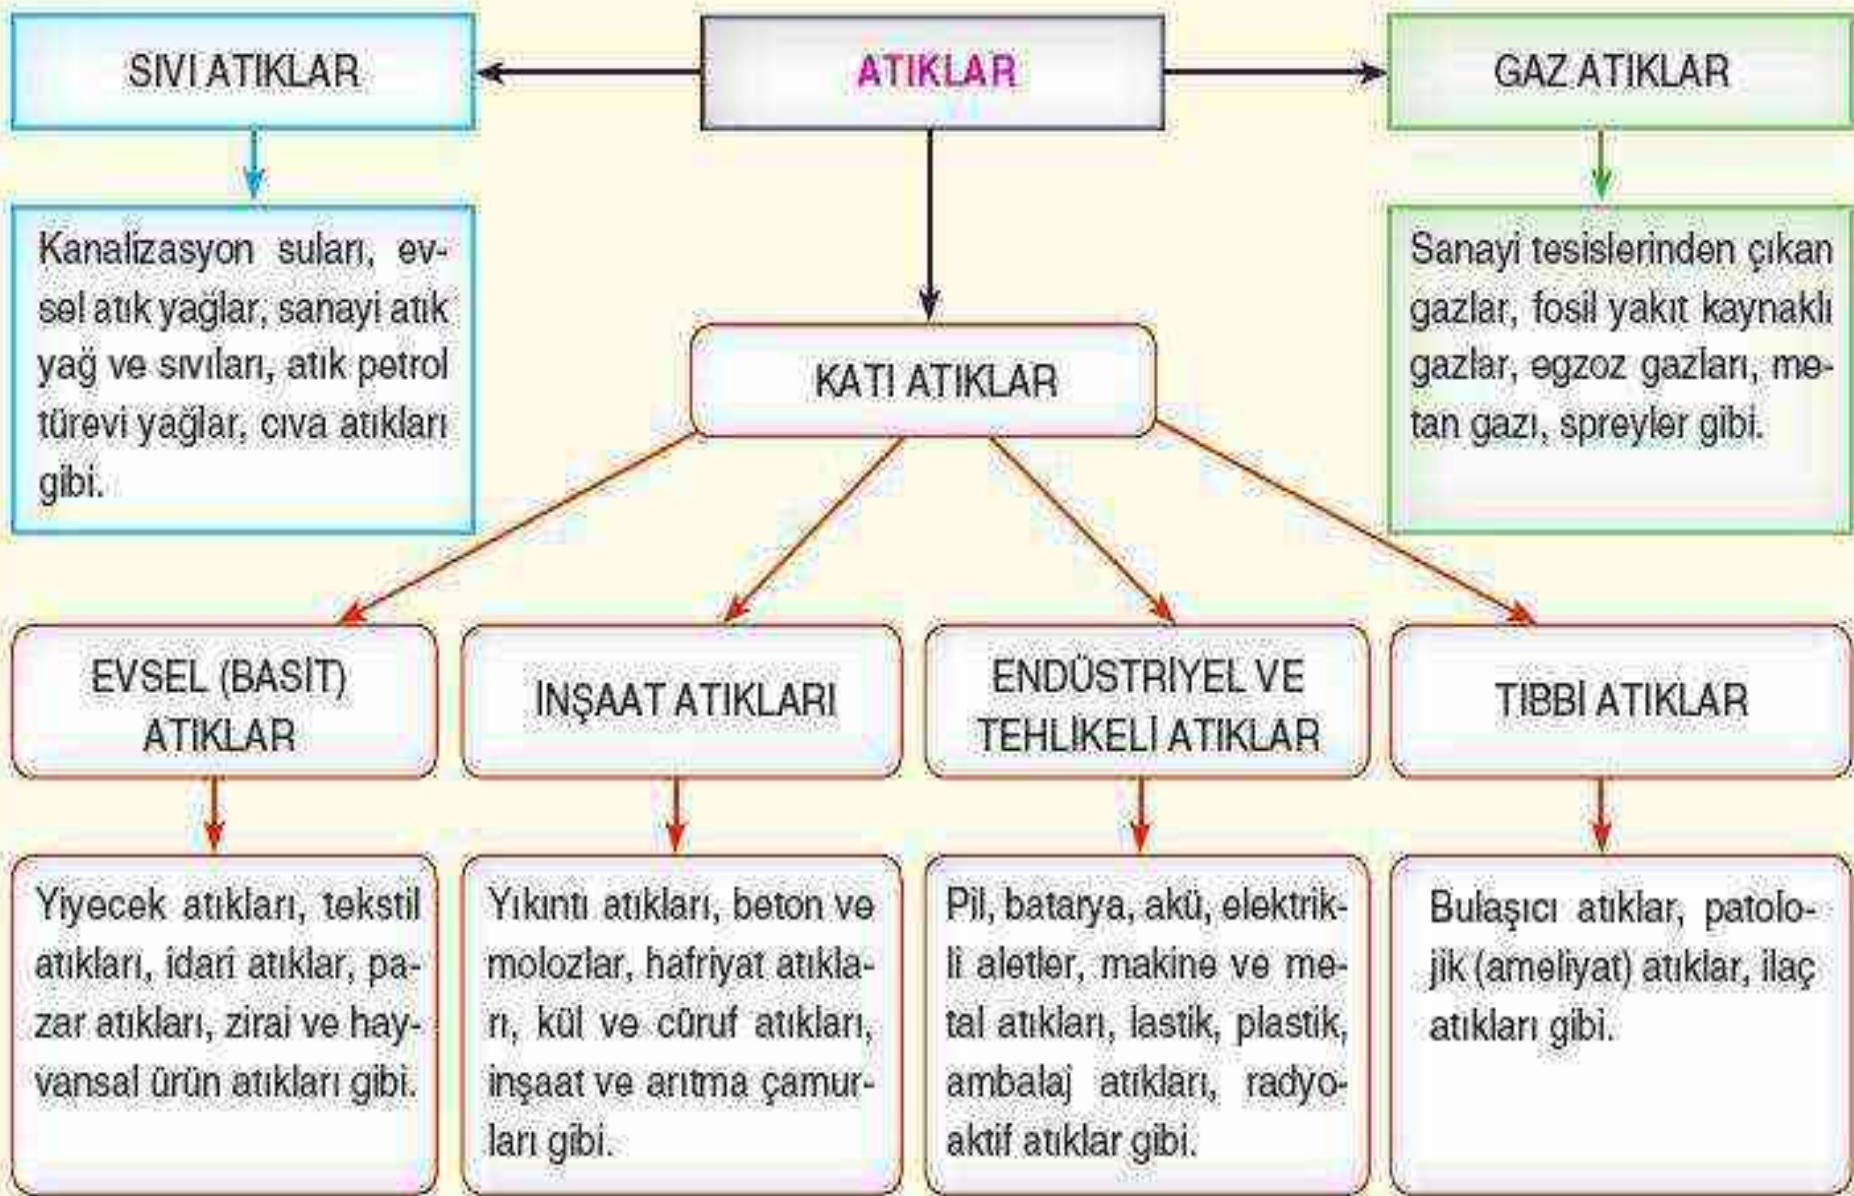 SIVI ATIKLAR
ATIKLAR
GAZ ATIKLAR
Kanalizasyon suları, ev-
sel atık yağlar, sanayi atık
yağ ve sıvıları, atık petrol
türevi yağlar, cıva atıkları
gibi.
Sanayi tesislerinden çıkan
gazlar, fosil yakıt kaynaklı
gazlar, egzoz gazları, me-
tan gazı, spreyler gibi.
KATI ATIKLAR
EVSEL (BASİT)
ATIKLAR
İNŞAAT ATIKLARI
ENDÜSTRİYEL VE
TEHLİKELİ ATIKLAR
TIBBİ ATIKLAR
Yiyecek atıkları, tekstil
atıkları, idari atıklar, pa-
zar atıkları, zirai ve hay-
vansal ürün atıkları gibi.
Yıkıntı atıkları, beton ve
molozlar, hafriyat atıkla-
rı, kül ve cüruf atıkları,
inşaat ve arıtma çamur-
ları gibi.
Pil, batarya, akü, elektrik-
li aletler, makine ve me-
tal atıkları, lastik, plastik,
ambalaj atıkları, radyo-
aktif atıklar gibi.
Bulaşıcı atıklar, patolo-
jik (ameliyat) atıklar, ilaç
atıkları gibi.